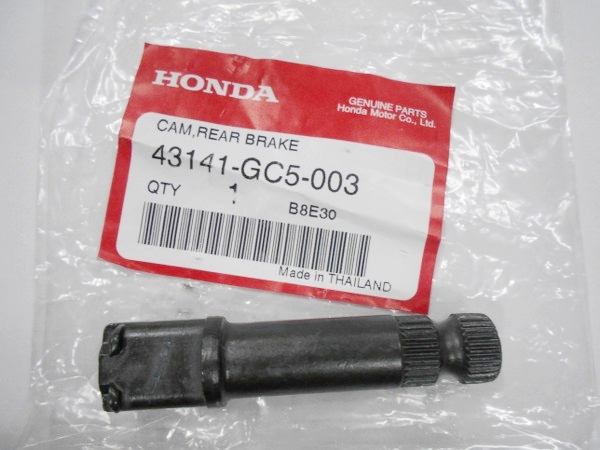 HONDA
GENUINE PARTS
Honda Motor Co., Ltd.
CAM,REAR BRAKE
43141-GC5-003
QTY 1
B8E30
Made in THAILAND